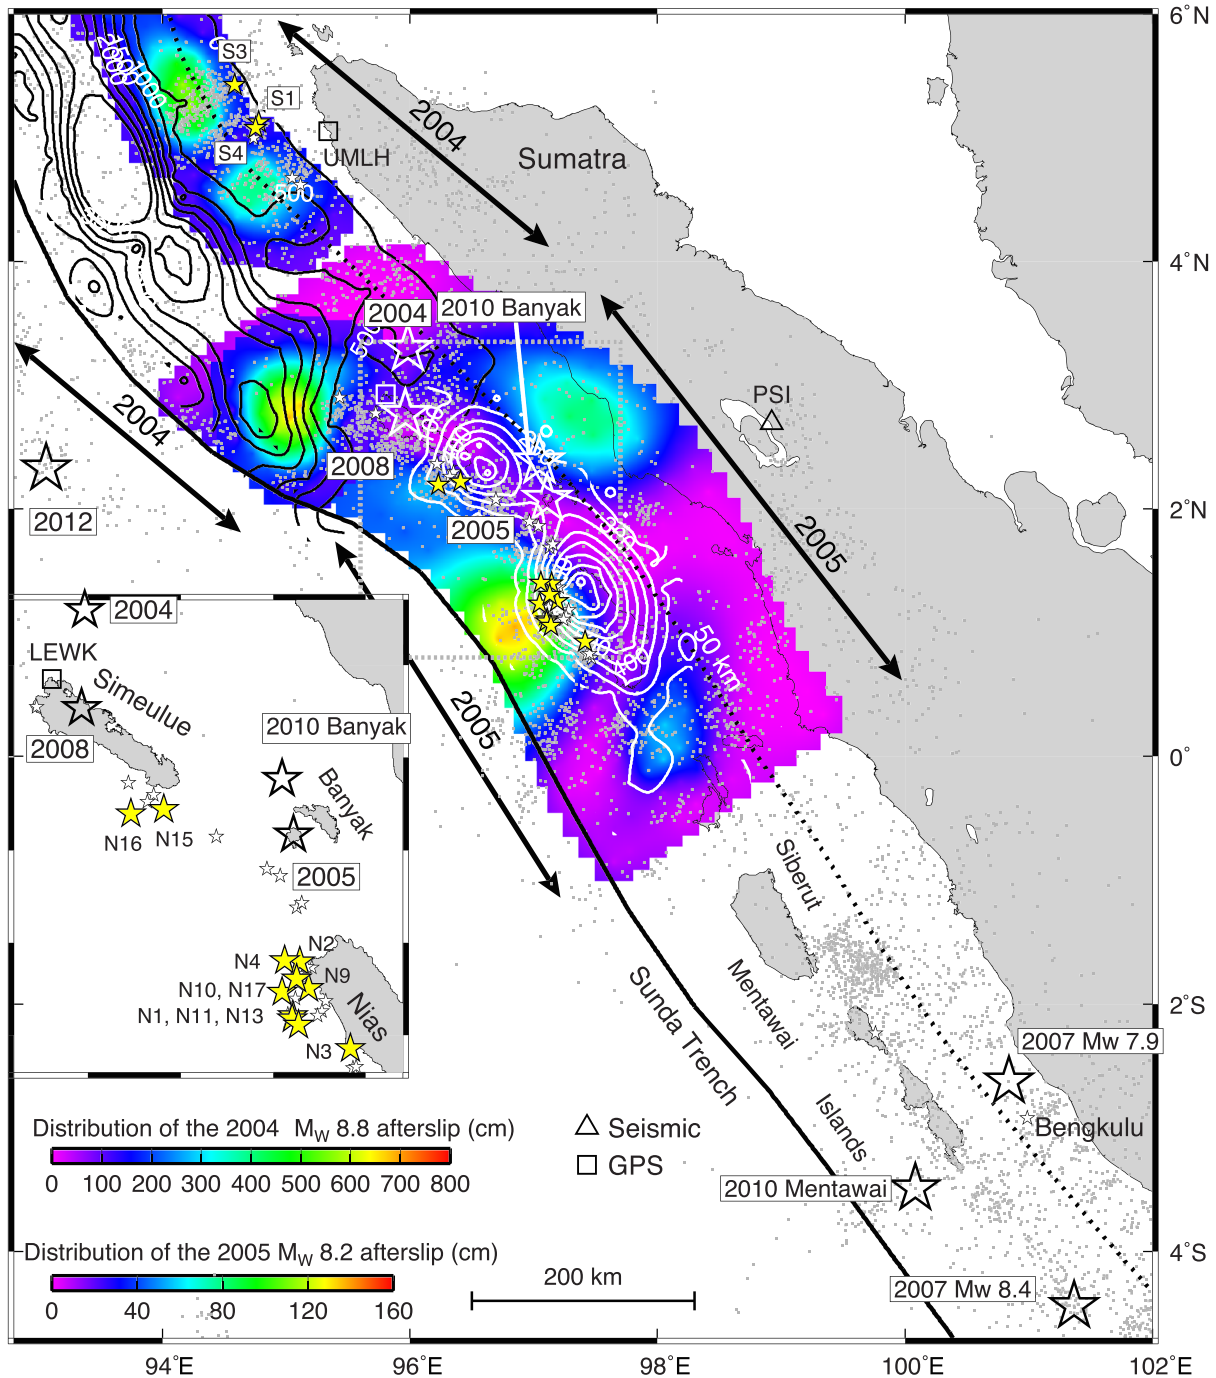 6°N
4°N
2°N
0°
2°S
4°S
94°E
96°E
98°E
100°E
102°E
S3
S1
S4
UMLH
1000
500
2004
Sumatra
2004
2010 Banyak
500
2004
2008
2012
2005
PSI
2005
50 km
2005
2004
LEWK
Simeulue
2010 Banyak
2008
Banyak
N16
N15
2005
N4
N2
N9
N10, N17
N1, N11, N13
Nias
N3
Siberut
Mentawai
Islands
Sunda Trench
2007 Mw 7.9
Bengkulu
2010 Mentawai
2007 Mw 8.4
Distribution of the 2004 MW 8.8 afterslip (cm)
0 100 200 300 400 500 600 700 800
Distribution of the 2005 MW 8.2 afterslip (cm)
0 40 80 120 160
Seismic
GPS
200 km